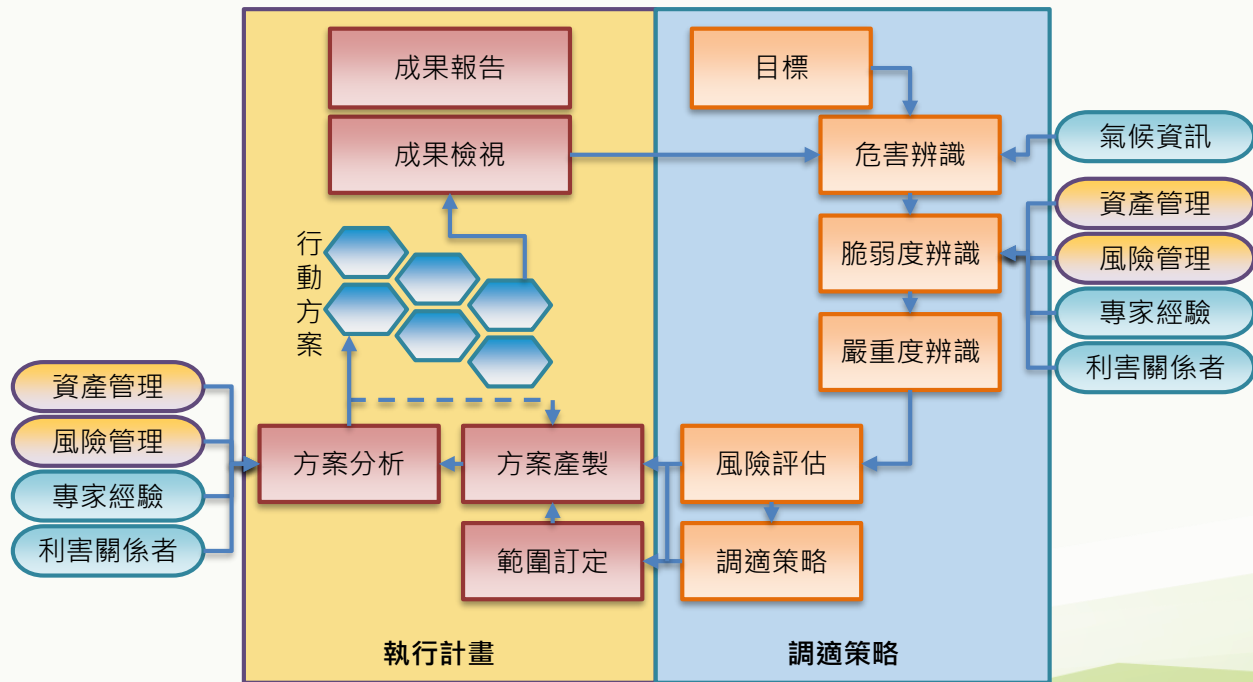 成果報告
成果檢視
行動方案
資產管理
風險管理
專家經驗
利害關係者
方案分析
方案產製
範圍訂定
執行計畫
目標
危害辨識
脆弱度辨識
嚴重度辨識
風險評估
調適策略
調適策略
氣候資訊
資產管理
風險管理
專家經驗
利害關係者